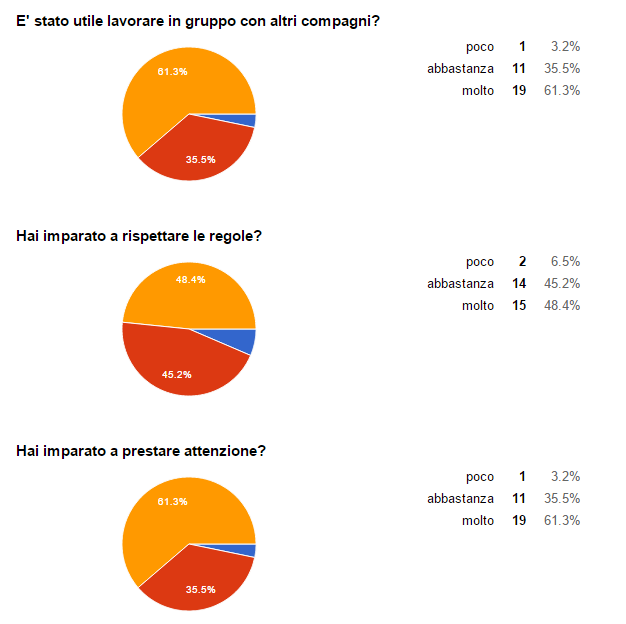 E' stato utile lavorare in gruppo con altri compagni?
poco 1 3.2%
abbastanza 11 35.5%
molto 19 61.3%
61.3%
35.5%
Hai imparato a rispettare le regole?
poco 2 6.5%
abbastanza 14 45.2%
molto 15 48.4%
48.4%
45.2%
Hai imparato a prestare attenzione?
poco 1 3.2%
abbastanza 11 35.5%
molto 19 61.3%
61.3%
35.5%